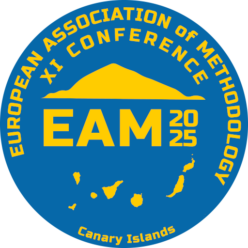 EUROPEAN ASSOCIATION of METHODOLOGY
XI CONFERENCE
EAM 2025
Canary Islands